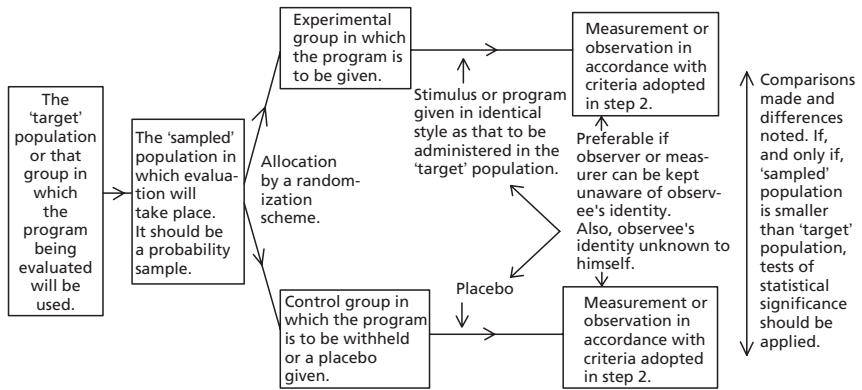 The
‘target’
population
or that
group in
which
the
program
being
evaluated
will be
used.
The ‘sampled’
population in
which evalua-
tion will
take place.
It should be
a probability
sample.
Allocation
by a random-
ization
scheme.
Experimental
group in which
the program is
to be given.
Control group in
which the program
is to be withheld
or a placebo
given.
Stimulus or program
given in identical
style as that to be
administered in the
‘target’ population.
Placebo
Measurement or
observation in
accordance with
criteria adopted
in step 2.
Preferable if
observer or meas-
urer can be kept
unaware of observ-
ee's identity.
Also, observee's
identity unknown to
himself.
Measurement or
observation in
accordance with
criteria adopted in
step 2.
Comparisons
made and
differences
noted. If,
and only if,
‘sampled’
population
is smaller
than ‘target’
population,
tests of
statistical
significance
should be
applied.